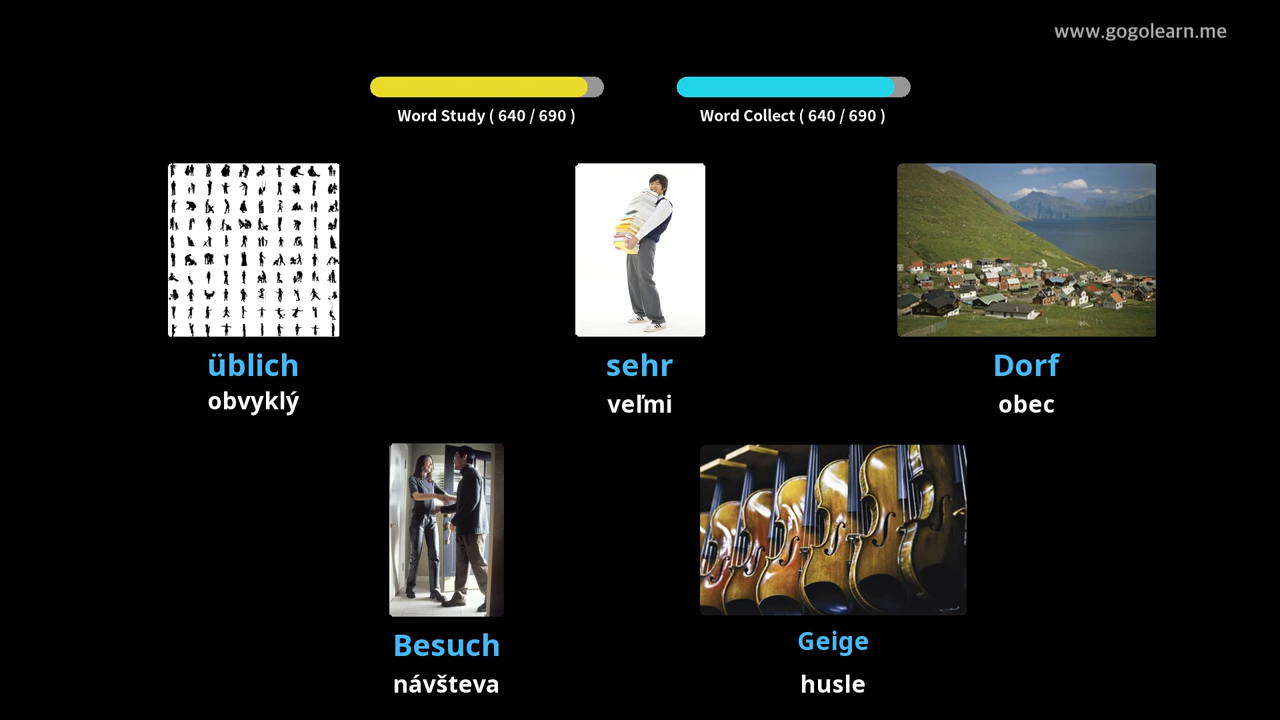 www.gogolearn.me
Word Study ( 640 / 690 )
Word Collect ( 640 / 690 )
üblich
obvyklý
sehr
veľmi
Dorf
obec
Besuch
návšteva
Geige
husle